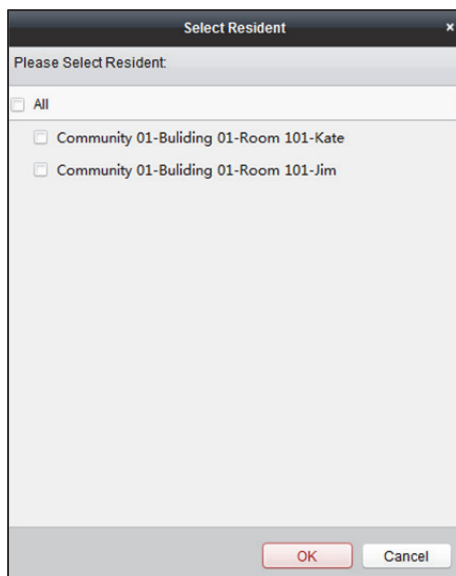 Select Resident
×
Please Select Resident:
All
Community 01-Buliding 01-Room 101-Kate
Community 01-Buliding 01-Room 101-Jim
OK Cancel